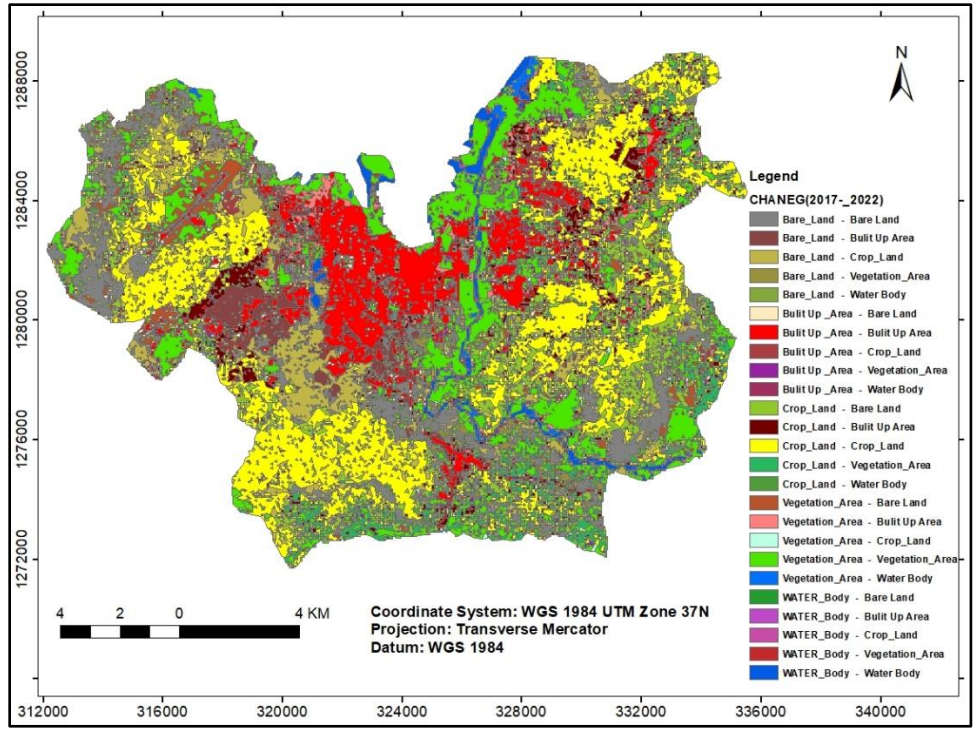 N
Legend
CHANEG(2017-_2022)
Bare_Land - Bare Land
Bare_Land - Bulit Up Area
Bare_Land - Crop_Land
Bare_Land - Vegetation_Area
Bare_Land - Water Body
Bulit Up _Area - Bare Land
Bulit Up _Area - Bulit Up Area
Bulit Up _Area - Crop_Land
Bulit Up _Area - Vegetation_Area
Bulit Up _Area - Water Body
Crop_Land - Bare Land
Crop_Land - Bulit Up Area
Crop_Land - Crop_Land
Crop_Land - Vegetation_Area
Crop_Land - Water Body
Vegetation_Area - Bare Land
Vegetation_Area - Bulit Up Area
Vegetation_Area - Crop_Land
Vegetation_Area - Vegetation_Area
Vegetation_Area - Water Body
WATER_Body - Bare Land
WATER_Body - Bulit Up Area
WATER_Body - Crop_Land
WATER_Body - Vegetation_Area
WATER_Body - Water Body
1288000
1284000
1280000
1276000
1272000
4 2 0 4 KM
Coordinate System: WGS 1984 UTM Zone 37N
Projection: Transverse Mercator
Datum: WGS 1984
312000 316000 320000 324000 328000 332000 336000 340000